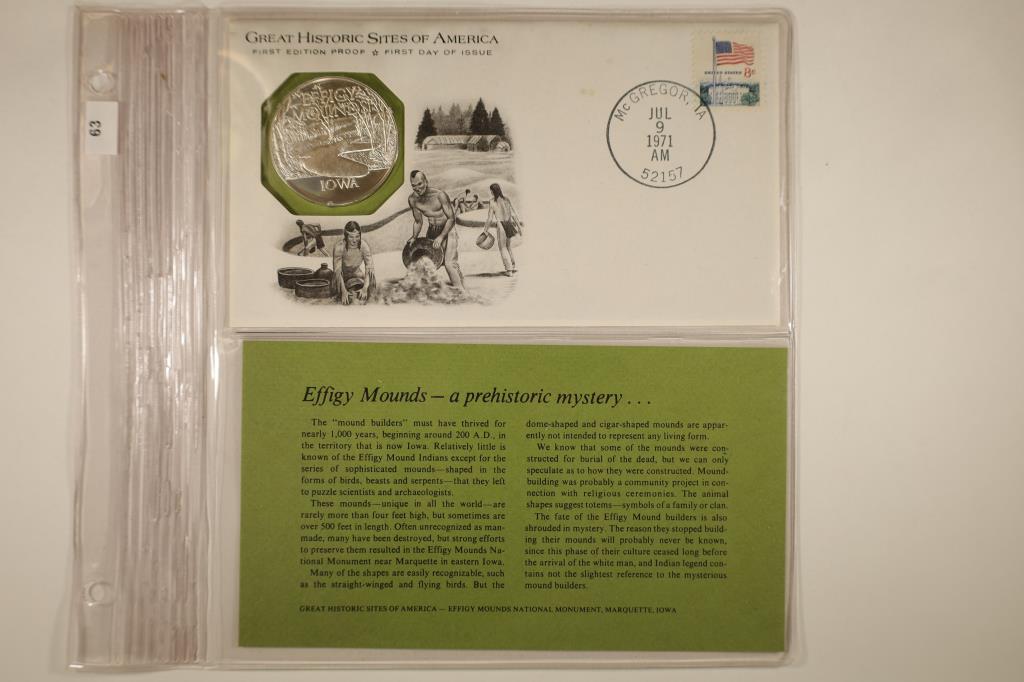 GREAT HISTORIC SITES OF AMERICA
FIRST EDITION PROOF ☆ FIRST DAY OF ISSUE
63
EFFIGY
MOUNDS
IOWA
UNITED STATES 8c
McGREGOR, IA
JUL
9
1971
AM
52157
Effigy Mounds — a prehistoric mystery . . .
The "mound builders" must have thrived for
nearly 1,000 years, beginning around 200 A.D., in
the territory that is now Iowa. Relatively little is
known of the Effigy Mound Indians except for the
series of sophisticated mounds—shaped in the
forms of birds, beasts and serpents—that they left
to puzzle scientists and archaeologists.
These mounds—unique in all the world—are
rarely more than four feet high, but sometimes are
over 500 feet in length. Often unrecognized as man-
made, many have been destroyed, but strong efforts
to preserve them resulted in the Effigy Mounds Na-
tional Monument near Marquette in eastern Iowa.
Many of the shapes are easily recognizable, such
as the straight-winged and flying birds. But the
dome-shaped and cigar-shaped mounds are appar-
ently not intended to represent any living form.
We know that some of the mounds were con-
structed for burial of the dead, but we can only
speculate as to how they were constructed. Mound-
building was probably a community project in con-
nection with religious ceremonies. The animal
shapes suggest totems—symbols of a family or clan.
The fate of the Effigy Mound builders is also
shrouded in mystery. The reason they stopped build-
ing their mounds will probably never be known,
since this phase of their culture ceased long before
the arrival of the white man, and Indian legend con-
tains not the slightest reference to the mysterious
mound builders.
GREAT HISTORIC SITES OF AMERICA — EFFIGY MOUNDS NATIONAL MONUMENT, MARQUETTE, IOWA